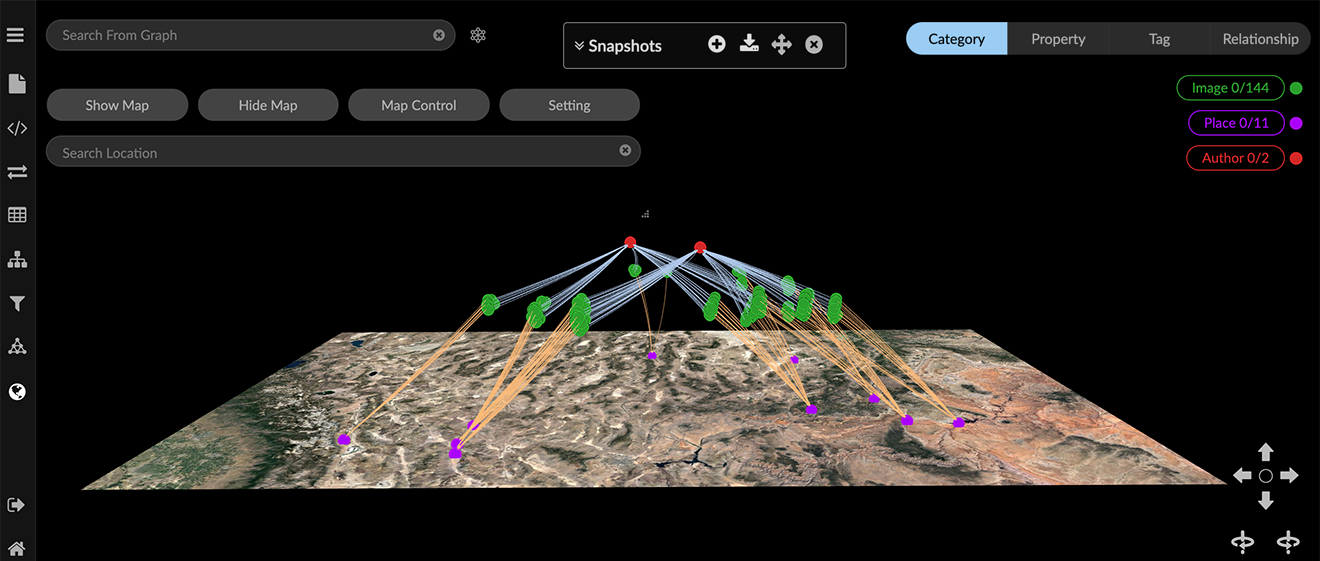 Search From Graph
Snapshots
Category
Property
Tag
Relationship
Show Map
Hide Map
Map Control
Setting
Search Location
Image 0/144
Place 0/11
Author 0/2